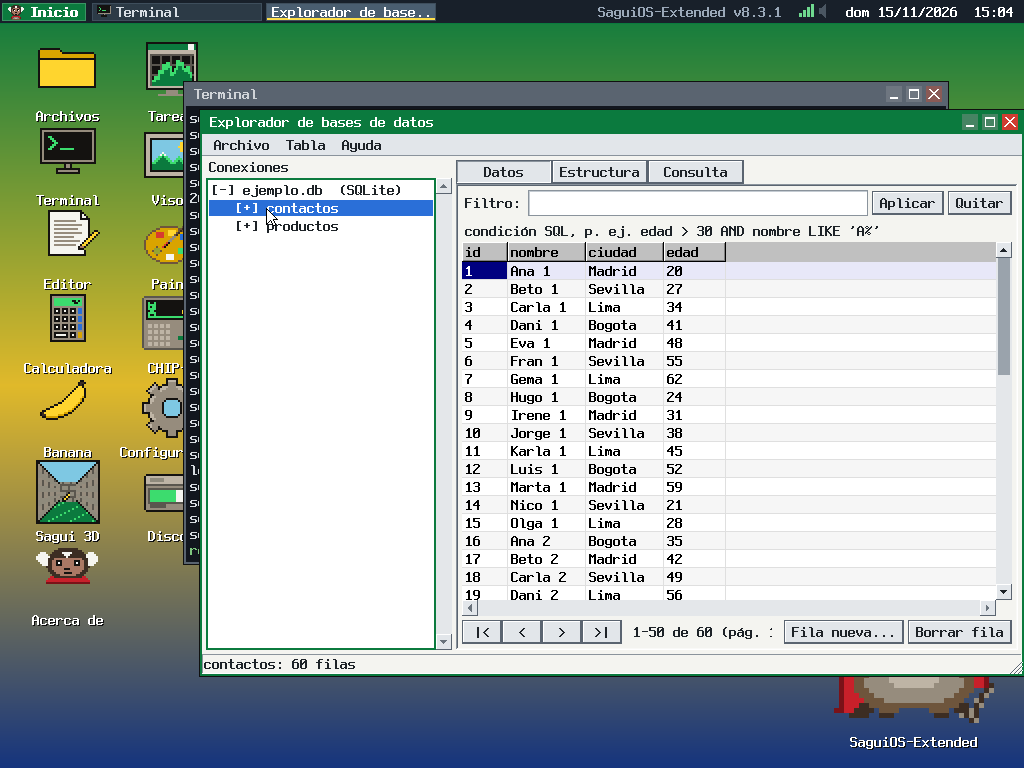 Inicio
Terminal
Explorador de base..
SaguiOS-Extended v8.3.1
dom 15/11/2026
15:04
Archivos
Terminal
Editor
Calculadora
CHIP
Banana
Sagui 3D
Acerca de
Terminal
Explorador de bases de datos
Archivo Tabla Ayuda
Conexiones
[-] ejemplo.db (SQLite)
[+] contactos
[+] productos
Datos Estructura Consulta
Filtro: Aplicar Quitar
condición SQL, p. ej. edad > 30 AND nombre LIKE 'A%'
id nombre ciudad edad
1 Ana 1 Madrid 20
2 Beto 1 Sevilla 27
3 Carla 1 Lima 34
4 Dani 1 Bogota 41
5 Eva 1 Madrid 48
6 Fran 1 Sevilla 55
7 Gema 1 Lima 62
8 Hugo 1 Bogota 24
9 Irene 1 Madrid 31
10 Jorge 1 Sevilla 38
11 Karla 1 Lima 45
12 Luis 1 Bogota 52
13 Marta 1 Madrid 59
14 Nico 1 Sevilla 21
15 Olga 1 Lima 28
16 Ana 2 Bogota 35
17 Beto 2 Madrid 42
18 Carla 2 Sevilla 49
19 Dani 2 Lima 56
|< < > >| 1-50 de 60 (pág. Fila nueva... Borrar fila
contactos: 60 filas
SaguiOS-Extended